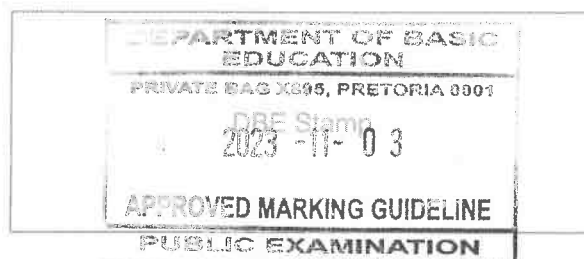 DEPARTMENT OF BASIC
EDUCATION
PRIVATE BAG X895, PRETORIA 0001
DBE Stamp
2023 -11- 03
APPROVED MARKING GUIDELINE
PUBLIC EXAMINATION